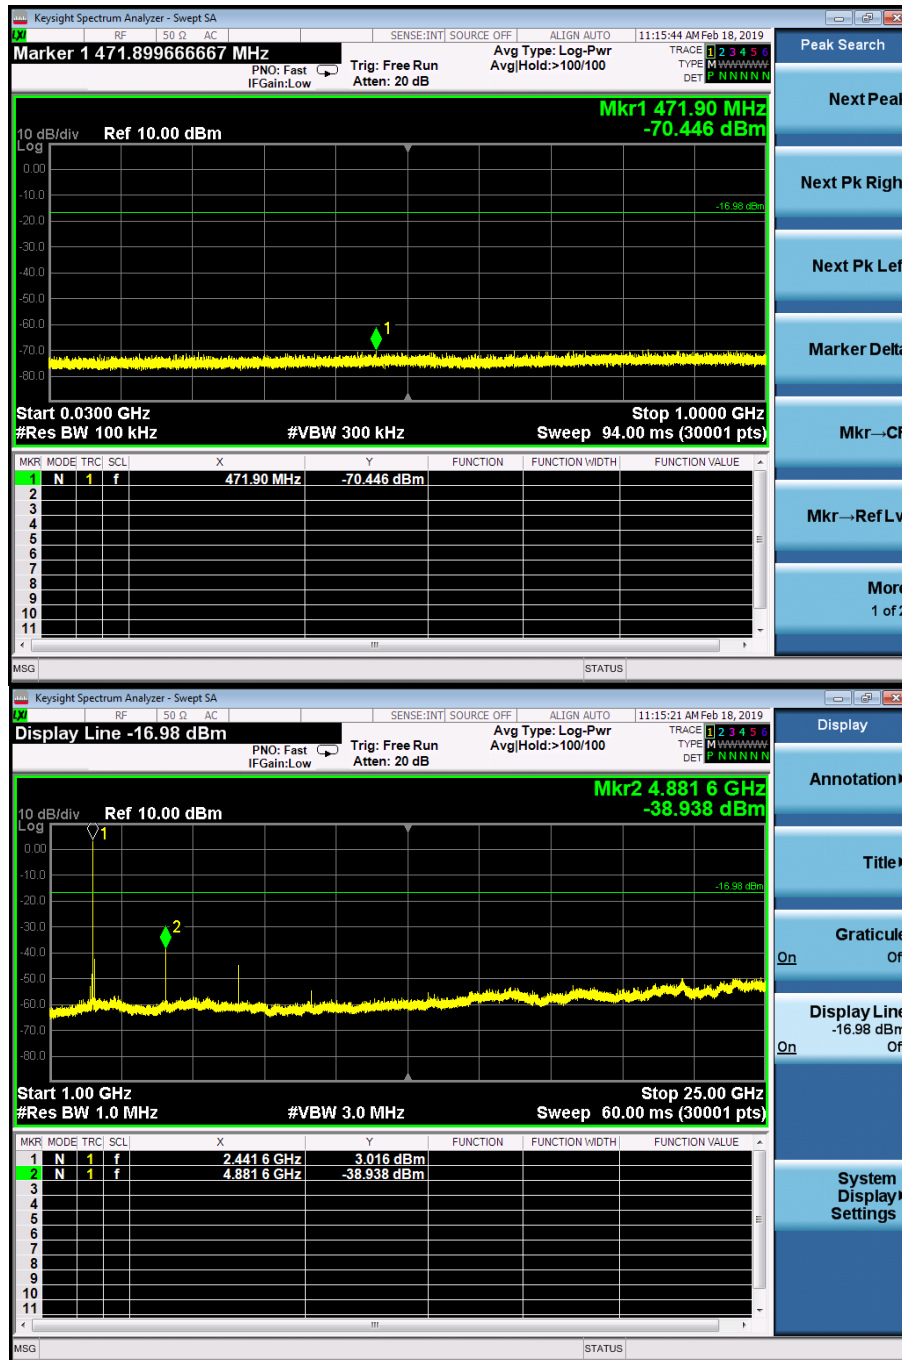 Keysight Spectrum Analyzer - Swept SA
LXI RF 50 Ω AC SENSE:INT SOURCE OFF ALIGN AUTO 11:15:44 AM Feb 18, 2019
Marker 1 471.899666667 MHz
PNO: Fast
IFGain:Low
Trig: Free Run
Atten: 20 dB
Avg Type: Log-Pwr
Avg|Hold:>100/100
TRACE 1 2 3 4 5 6
TYPE M WWWWW
DET P N N N N N
Mkr1 471.90 MHz
-70.446 dBm
10 dB/div Ref 10.00 dBm
Log
0.00
-10.0
-16.98 dBm
-20.0
-30.0
-40.0
-50.0
-60.0
1
-70.0
-80.0
Start 0.0300 GHz Stop 1.0000 GHz
#Res BW 100 kHz #VBW 300 kHz Sweep 94.00 ms (30001 pts)
MKR MODE TRC SCL X Y FUNCTION FUNCTION WIDTH FUNCTION VALUE
1 N 1 f 471.90 MHz -70.446 dBm
2
3
4
5
6
7
8
9
10
11
MSG STATUS
Peak Search
Next Peak
Next Pk Righ
Next Pk Lef
Marker Delta
Mkr→CF
Mkr→Ref Lv
More
1 of 2
Keysight Spectrum Analyzer - Swept SA
LXI RF 50 Ω AC SENSE:INT SOURCE OFF ALIGN AUTO 11:15:21 AM Feb 18, 2019
Display Line -16.98 dBm
PNO: Fast
IFGain:Low
Trig: Free Run
Atten: 20 dB
Avg Type: Log-Pwr
Avg|Hold:>100/100
TRACE 1 2 3 4 5 6
TYPE M WWWWW
DET P N N N N N
Mkr2 4.881 6 GHz
-38.938 dBm
10 dB/div Ref 10.00 dBm
Log
1
0.00
-10.0
-16.98 dBm
-20.0
-30.0
2
-40.0
-50.0
-60.0
-70.0
-80.0
Start 1.00 GHz Stop 25.00 GHz
#Res BW 1.0 MHz #VBW 3.0 MHz Sweep 60.00 ms (30001 pts)
MKR MODE TRC SCL X Y FUNCTION FUNCTION WIDTH FUNCTION VALUE
1 N 1 f 2.441 6 GHz 3.016 dBm
2 N 1 f 4.881 6 GHz -38.938 dBm
3
4
5
6
7
8
9
10
11
MSG STATUS
Display
Annotation
Title
Graticule
On Of
Display Line
-16.98 dBm
On Of
System
Display
Settings